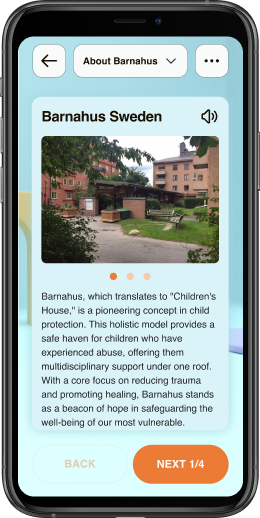 About Barnahus
Barnahus Sweden
Barnahus, which translates to "Children's
House," is a pioneering concept in child
protection. This holistic model provides a
safe haven for children who have
experienced abuse, offering them
multidisciplinary support under one roof.
With a core focus on reducing trauma
and promoting healing, Barnahus stands
as a beacon of hope in safeguarding the
well-being of our most vulnerable.
BACK
NEXT 1/4